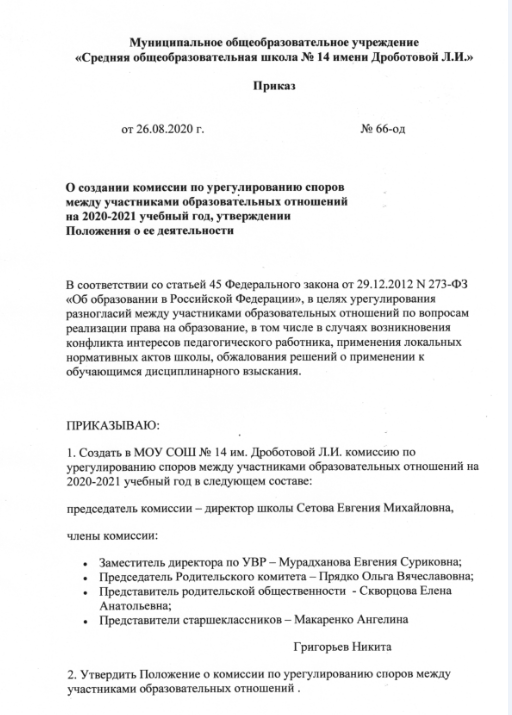 Муниципальное общеобразовательное учреждение
«Средняя общеобразовательная школа № 14 имени Дроботовой Л.И.»
Приказ
от 26.08.2020 г. № 66-од
О создании комиссии по урегулированию споров
между участниками образовательных отношений
на 2020-2021 учебный год, утверждении
Положения о ее деятельности
В соответствии со статьей 45 Федерального закона от 29.12.2012 N 273-ФЗ
«Об образовании в Российской Федерации», в целях урегулирования
разногласий между участниками образовательных отношений по вопросам
реализации права на образование, в том числе в случаях возникновения
конфликта интересов педагогического работника, применения локальных
нормативных актов школы, обжалования решений о применении к
обучающимся дисциплинарного взыскания.
ПРИКАЗЫВАЮ:
1. Создать в МОУ СОШ № 14 им. Дроботовой Л.И. комиссию по
урегулированию споров между участниками образовательных отношений на
2020-2021 учебный год в следующем составе:
председатель комиссии – директор школы Сетова Евгения Михайловна,
члены комиссии:
• Заместитель директора по УВР – Мурадханова Евгения Суриковна;
• Председатель Родительского комитета – Прядко Ольга Вячеславовна;
• Представитель родительской общественности - Скворцова Елена
Анатольевна;
• Представители старшеклассников – Макаренко Ангелина
Григорьев Никита
2. Утвердить Положение о комиссии по урегулированию споров между
участниками образовательных отношений .